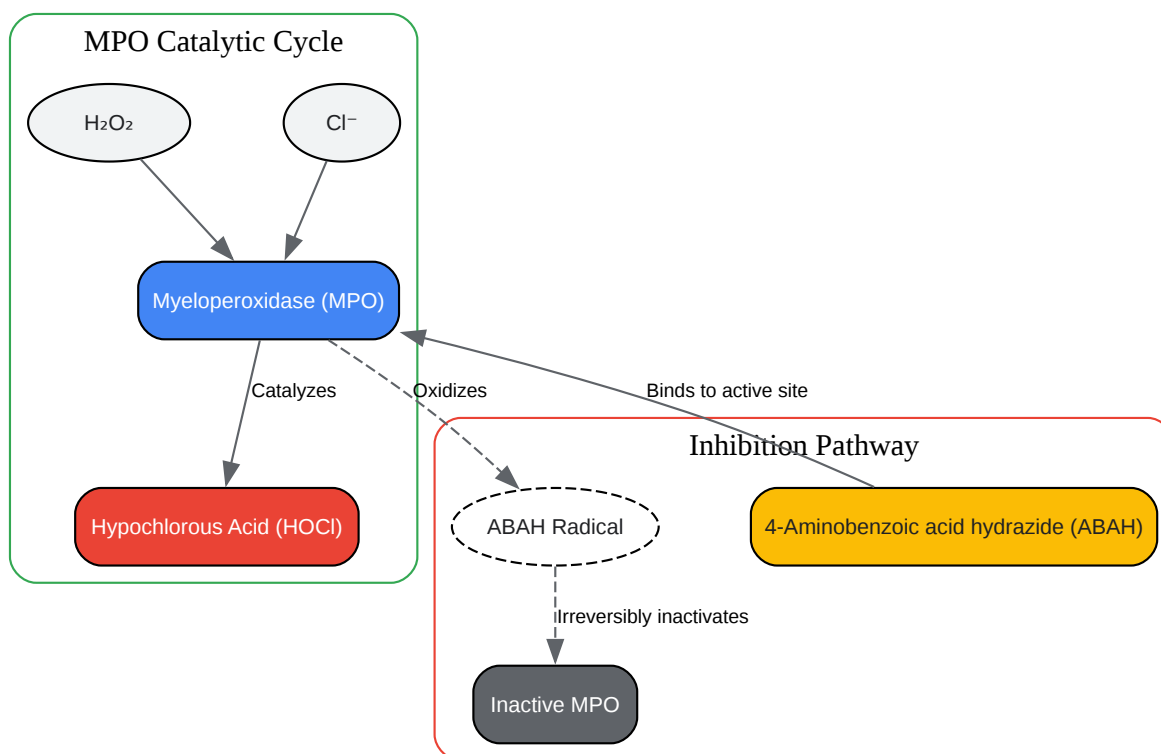 MPO Catalytic Cycle
H₂O₂
Cl⁻
Myeloperoxidase (MPO)
Catalyzes
Oxidizes
Binds to active site
Inhibition Pathway
Hypochlorous Acid (HOCl)
ABAH Radical
4-Aminobenzoic acid hydrazide (ABAH)
Irreversibly inactivates
Inactive MPO